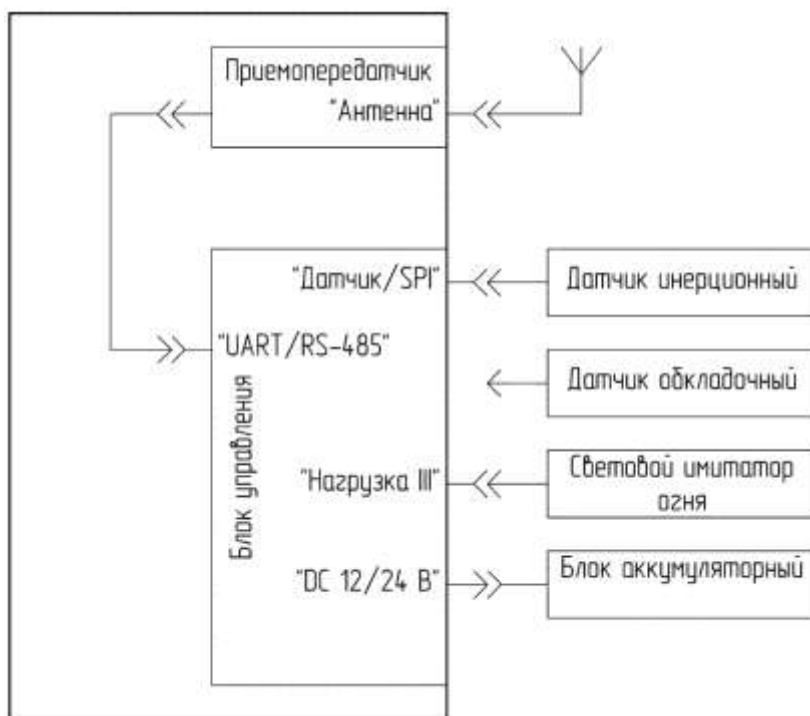 Приемопередатчик
"Антенна"
"Датчик/SPI"
Датчик инерционный
"UART/RS-485"
Датчик обкладочный
Блок управления
"Нагрузка III"
Световой имитатор
огня
"DC 12/24 В"
Блок аккумуляторный